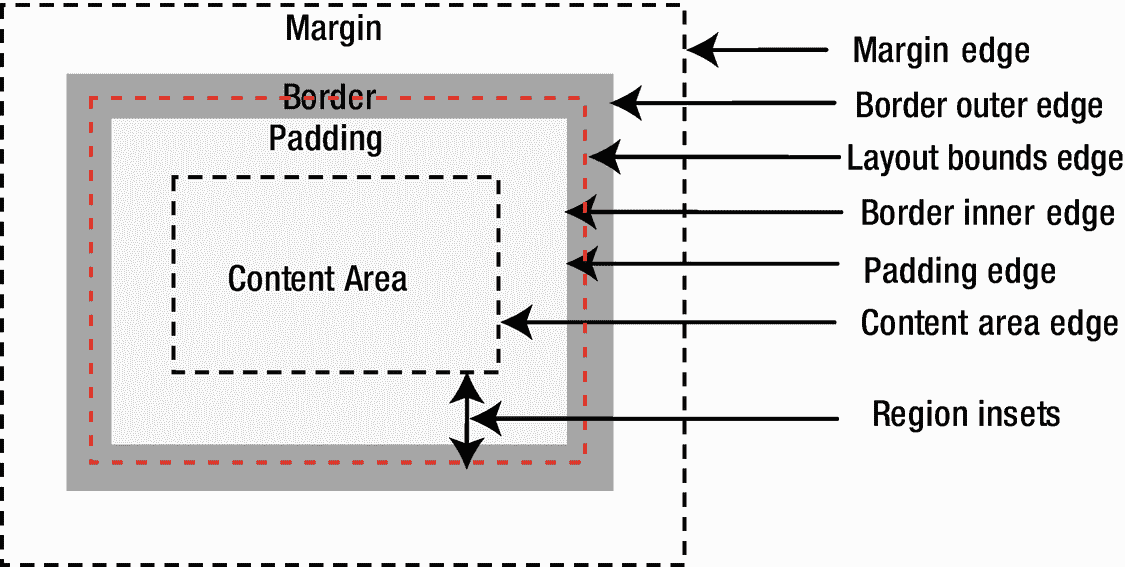 Margin
Margin edge
Border
Border outer edge
Padding
Layout bounds edge
Border inner edge
Content Area
Padding edge
Content area edge
Region insets